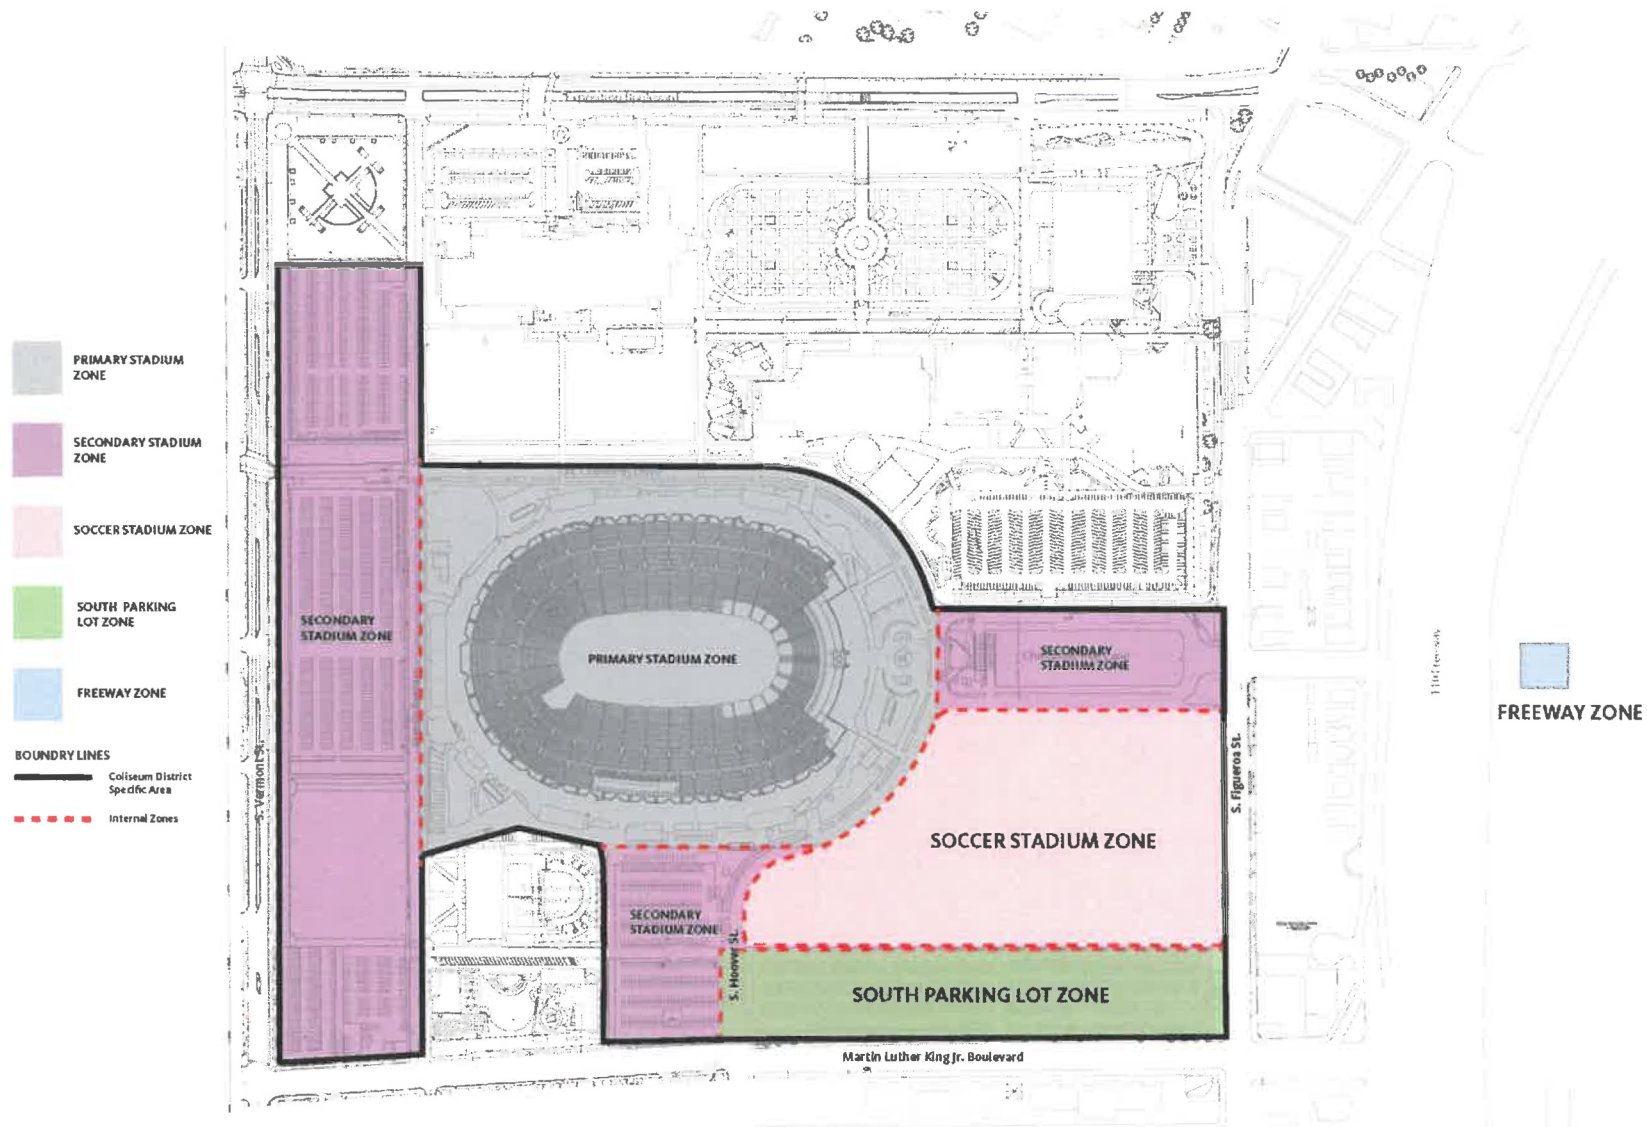 PRIMARY STADIUM
ZONE
SECONDARY STADIUM
ZONE
SOCCER STADIUM ZONE
SOUTH PARKING
LOT ZONE
FREEWAY ZONE
BOUNDRY LINES
Coliseum District
Specific Area
Internal Zones
S. Vermont St.
SECONDARY
STADIUM ZONE
PRIMARY STADIUM ZONE
SECONDARY
STADIUM ZONE
SOCCER STADIUM ZONE
SECONDARY
STADIUM ZONE
S. Hoover St.
SOUTH PARKING LOT ZONE
S. Figueroa St.
Martin Luther King Jr. Boulevard
110 Freeway
FREEWAY ZONE